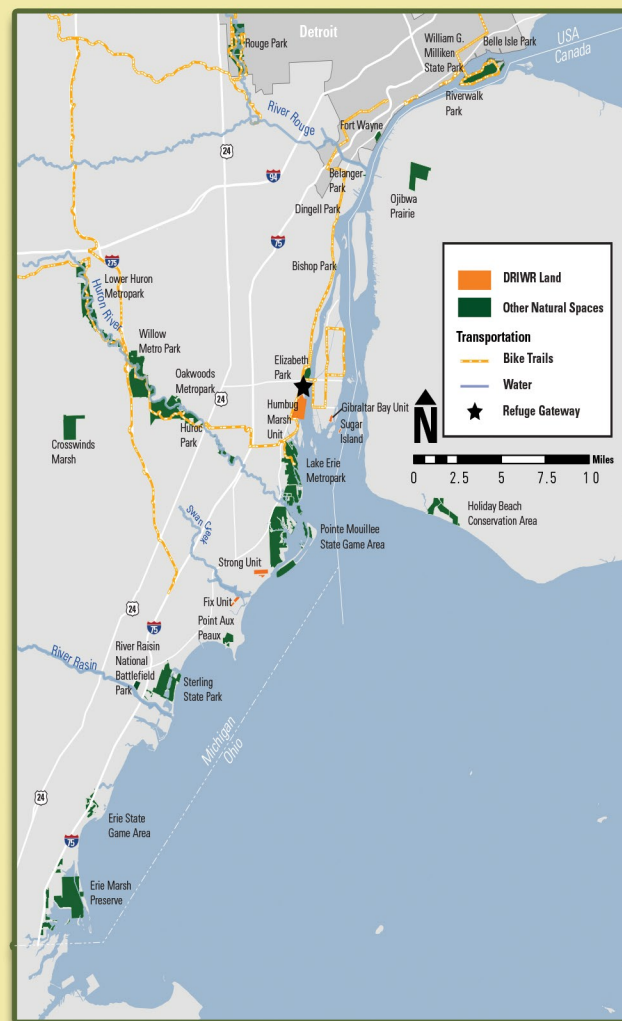 Detroit
Rouge Park
William G.
Milliken
State Park
Belle Isle Park
USA
Canada
Riverwalk
Park
River Rouge
Fort Wayne
24
94
Belanger-
Park
Ojibwa
Prairie
Dingell Park
75
Bishop Park
275
Lower Huron
Metropark
Huron River
Willow
Metro Park
Oakwoods
Metropark
24
Elizabeth
Park
Humbug
Marsh
Unit
Gibraltar Bay Unit
Sugar
Island
Huroc
Park
Crosswinds
Marsh
Lake Erie
Metropark
DRIWR Land
Other Natural Spaces
Transportation
Bike Trails
Water
Refuge Gateway
N
Miles
0 2.5 5 7.5 10
Holiday Beach
Conservation Area
Swan Creek
Pointe Mouillee
State Game Area
Strong Unit
Fix Unit
24
75
Point Aux
Peaux
River Raisin
National
Battlefield
Park
River Rasin
Sterling
State Park
Michigan
Ohio
24
Erie State
Game Area
75
Erie Marsh
Preserve